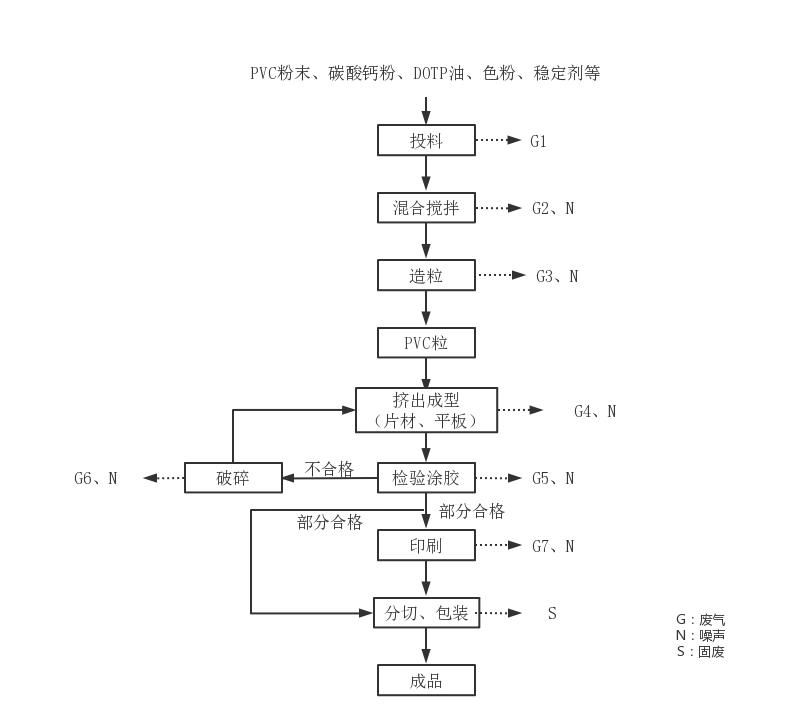 PVC粉末、碳酸钙粉、DOTP油、色粉、稳定剂等
投料
G1
混合搅拌
G2、N
造粒
G3、N
PVC粒
挤出成型
（片材、平板）
G4、N
G6、N
破碎
不合格
检验涂胶
G5、N
部分合格
部分合格
印刷
G7、N
分切、包装
S
G：废气
N：噪声
S：固废
成品